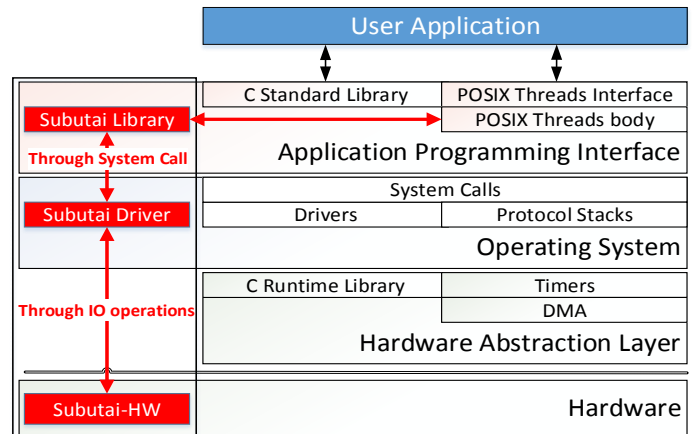 User Application
C Standard Library
POSIX Threads Interface
Subutai Library
POSIX Threads body
Through System Call
Application Programming Interface
System Calls
Subutai Driver
Drivers
Protocol Stacks
Operating System
C Runtime Library
Timers
Through IO operations
DMA
Hardware Abstraction Layer
Subutai-HW
Hardware